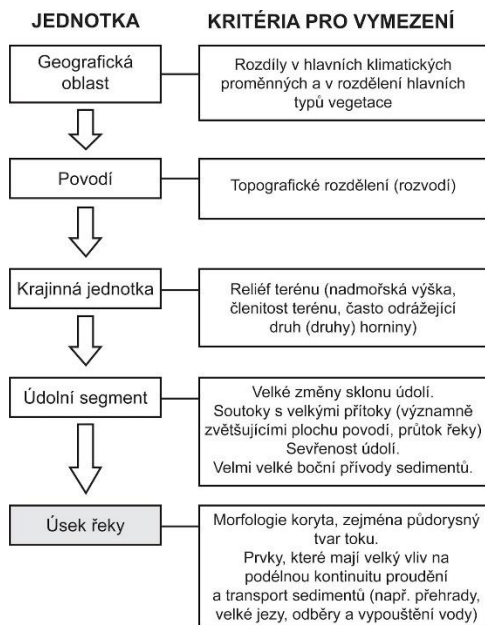 JEDNOTKA
KRITÉRIA PRO VYMEZENÍ
Geografická
oblast
Rozdíly v hlavních klimatických
proměnných a v rozdělení hlavních
typů vegetace
Povodí
Topografické rozdělení (rozvodí)
Krajinná jednotka
Reliéf terénu (nadmořská výška,
členitost terénu, často odrážející
druh (druhy) horniny)
Údolní segment
Velké změny sklonu údolí.
Soutoky s velkými přítoky (významně
zvětšujícími plochu povodí, průtok řeky)
Sevřenost údolí.
Velmi velké boční přívody sedimentů.
Úsek řeky
Morfologie koryta, zejména půdorysný
tvar toku.
Prvky, které mají velký vliv na
podélnou kontinuitu proudění
a transport sedimentů (např. přehrady,
velké jezy, odběry a vypouštění vody)